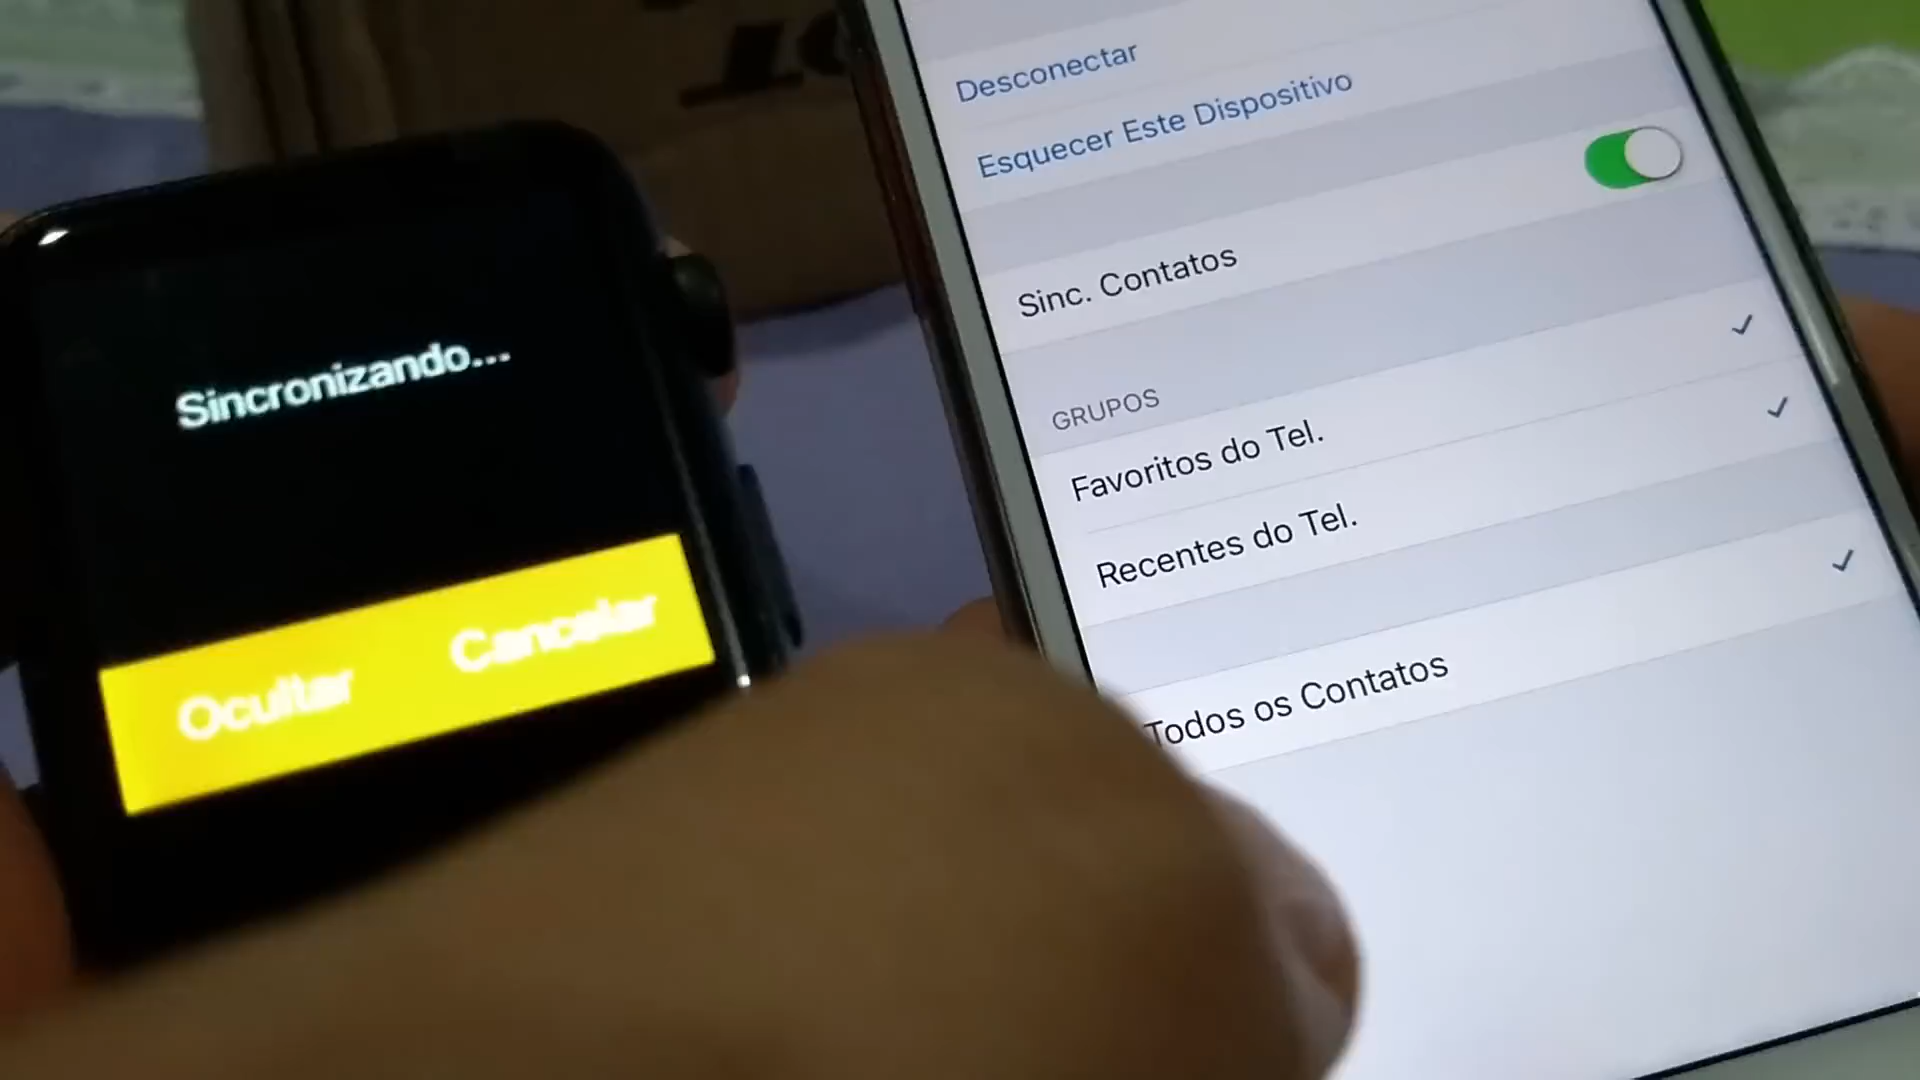 Sincronizando...
Ocultar
Cancelar
Desconectar
Esquecer Este Dispositivo
Sinc. Contatos
GRUPOS
Favoritos do Tel.
Recentes do Tel.
Todos os Contatos